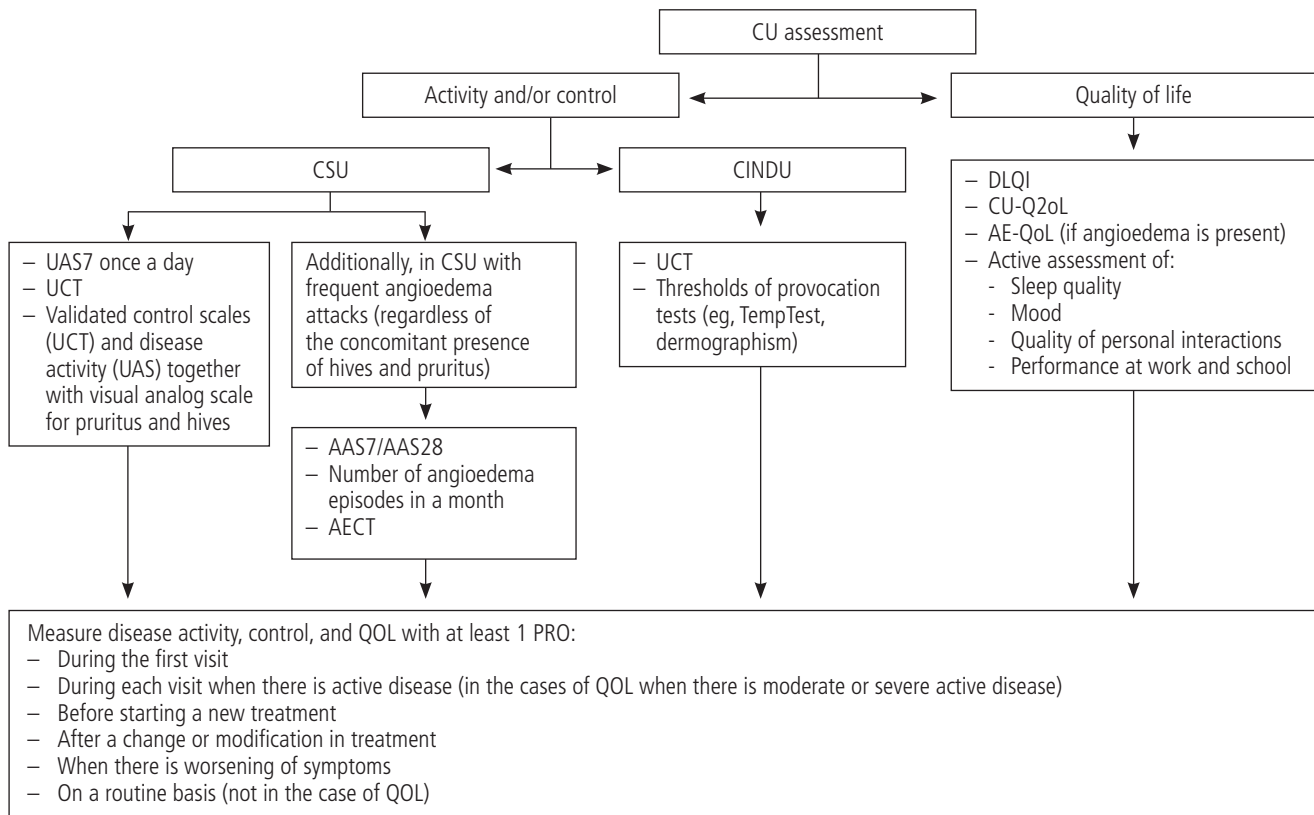 CU assessment
Activity and/or control
Quality of life
CSU
CINDU
– UAS7 once a day
– UCT
– Validated control scales
(UCT) and disease
activity (UAS) together
with visual analog scale
for pruritus and hives
Additionally, in CSU with
frequent angioedema
attacks (regardless of
the concomitant presence
of hives and pruritus)
– AAS7/AAS28
– Number of angioedema
episodes in a month
– AECT
– UCT
– Thresholds of provocation
tests (eg, TempTest,
dermographism)
– DLQI
– CU-Q2oL
– AE-QoL (if angioedema is present)
– Active assessment of:
- Sleep quality
- Mood
- Quality of personal interactions
- Performance at work and school
Measure disease activity, control, and QOL with at least 1 PRO:
– During the first visit
– During each visit when there is active disease (in the cases of QOL when there is moderate or severe active disease)
– Before starting a new treatment
– After a change or modification in treatment
– When there is worsening of symptoms
– On a routine basis (not in the case of QOL)